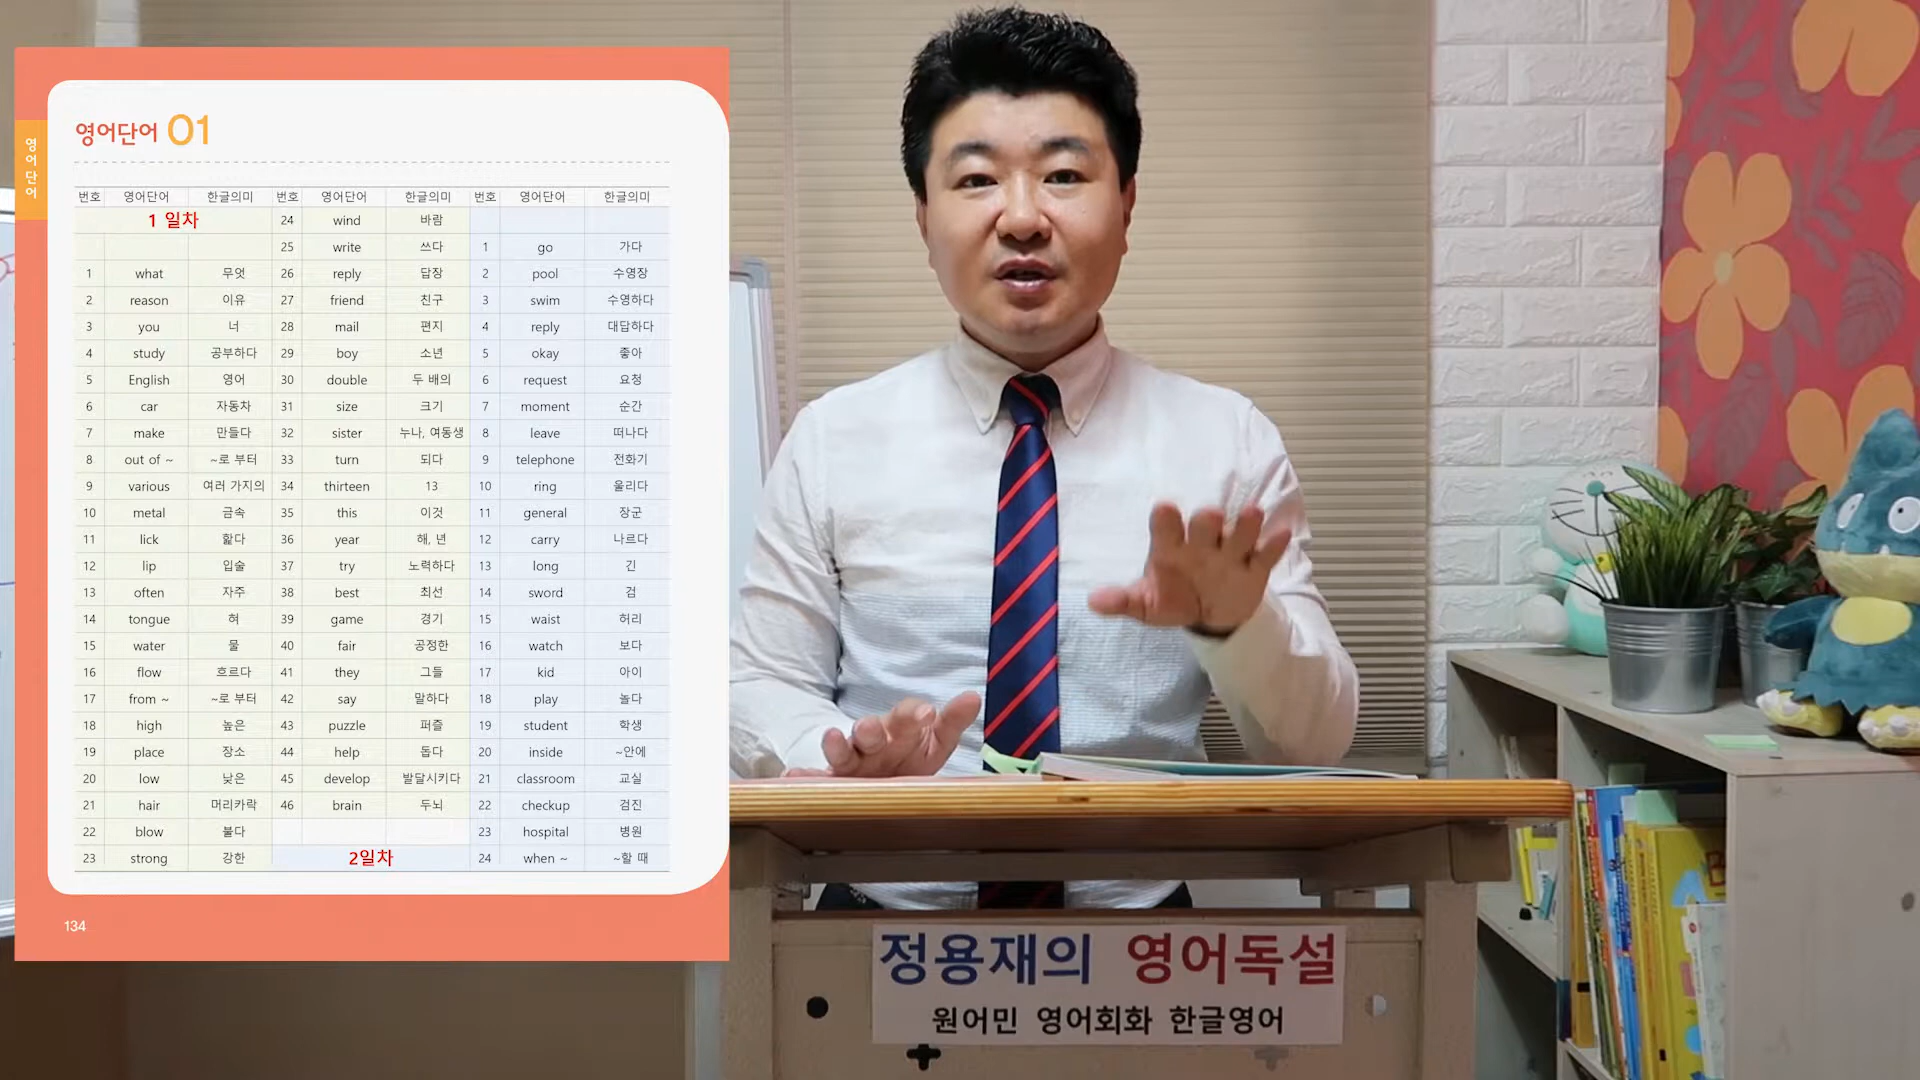 영어단어
영어단어 01
번호 영어단어 한글의미 번호 영어단어 한글의미 번호 영어단어 한글의미
1 일차 24 wind 바람
25 write 쓰다 1 go 가다
1 what 무엇 26 reply 답장 2 pool 수영장
2 reason 이유 27 friend 친구 3 swim 수영하다
3 you 너 28 mail 편지 4 reply 대답하다
4 study 공부하다 29 boy 소년 5 okay 좋아
5 English 영어 30 double 두 배의 6 request 요청
6 car 자동차 31 size 크기 7 moment 순간
7 make 만들다 32 sister 누나, 여동생 8 leave 떠나다
8 out of ~ ~로 부터 33 turn 되다 9 telephone 전화기
9 various 여러 가지의 34 thirteen 13 10 ring 울리다
10 metal 금속 35 this 이것 11 general 장군
11 lick 핥다 36 year 해, 년 12 carry 나르다
12 lip 입술 37 try 노력하다 13 long 긴
13 often 자주 38 best 최선 14 sword 검
14 tongue 혀 39 game 경기 15 waist 허리
15 water 물 40 fair 공정한 16 watch 보다
16 flow 흐르다 41 they 그들 17 kid 아이
17 from ~ ~로 부터 42 say 말하다 18 play 놀다
18 high 높은 43 puzzle 퍼즐 19 student 학생
19 place 장소 44 help 돕다 20 inside ~안에
20 low 낮은 45 develop 발달시키다 21 classroom 교실
21 hair 머리카락 46 brain 두뇌 22 checkup 검진
22 blow 불다 23 hospital 병원
23 strong 강한 2일차 24 when ~ ~할 때
134
정용재의 영어독설
원어민 영어회화 한글영어